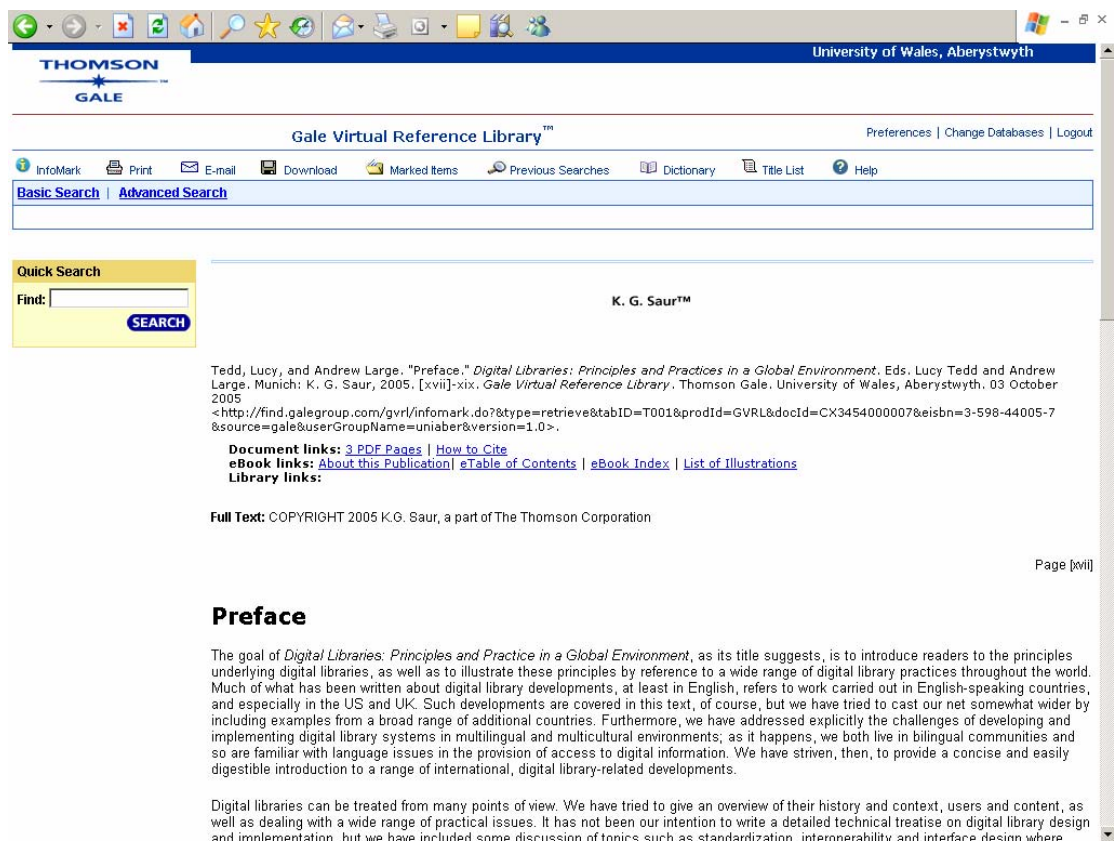 University of Wales, Aberystwyth
THOMSON
GALE
Gale Virtual Reference Library™
Preferences | Change Databases | Logout
InfoMark Print E-mail Download Marked Items Previous Searches Dictionary Title List Help
Basic Search | Advanced Search
Quick Search
Find:
SEARCH
K. G. Saur™
Tedd, Lucy, and Andrew Large. "Preface." Digital Libraries: Principles and Practices in a Global Environment. Eds. Lucy Tedd and Andrew
Large. Munich: K. G. Saur, 2005. [xvii]-xix. Gale Virtual Reference Library. Thomson Gale. University of Wales, Aberystwyth. 03 October
2005
<http://find.galegroup.com/gvrl/infomark.do?&type=retrieve&tabID=T001&prodId=GVRL&docId=CX3454000007&eisbn=3-598-44005-7
&source=gale&userGroupName=uniaber&version=1.0>.
Document links: 3 PDF Pages | How to Cite
eBook links: About this Publication| eTable of Contents | eBook Index | List of Illustrations
Library links:
Full Text: COPYRIGHT 2005 K.G. Saur, a part of The Thomson Corporation
Page [xvii]
Preface
The goal of Digital Libraries: Principles and Practice in a Global Environment, as its title suggests, is to introduce readers to the principles
underlying digital libraries, as well as to illustrate these principles by reference to a wide range of digital library practices throughout the world.
Much of what has been written about digital library developments, at least in English, refers to work carried out in English-speaking countries,
and especially in the US and UK. Such developments are covered in this text, of course, but we have tried to cast our net somewhat wider by
including examples from a broad range of additional countries. Furthermore, we have addressed explicitly the challenges of developing and
implementing digital library systems in multilingual and multicultural environments; as it happens, we both live in bilingual communities and
so are familiar with language issues in the provision of access to digital information. We have striven, then, to provide a concise and easily
digestible introduction to a range of international, digital library-related developments.
Digital libraries can be treated from many points of view. We have tried to give an overview of their history and context, users and content, as
well as dealing with a wide range of practical issues. It has not been our intention to write a detailed technical treatise on digital library design
and implementation, but we have included some discussion of topics such as standardization, interoperability and interface design where